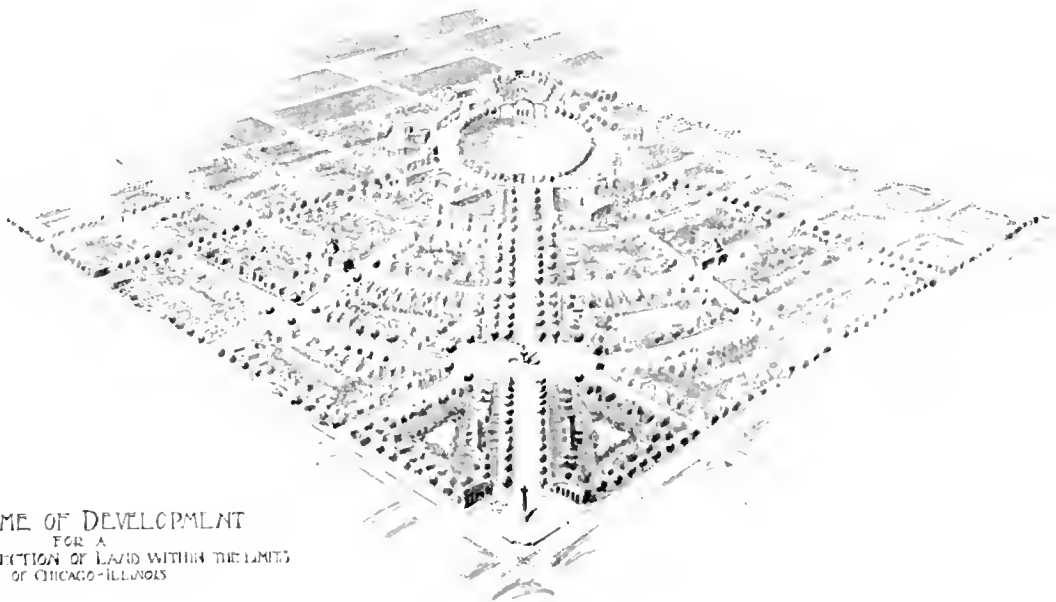 ME OF DEVELOPMENT
FOR A
ECTION OF LAND WITHIN THE LIMITS
OF CHICAGO-ILLINOIS